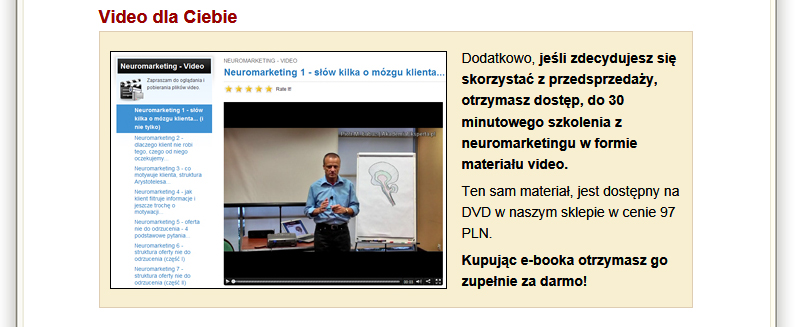 Video dla Ciebie
Neuromarketing - Video
Zapraszam do oglądania i
pobierania plików video.
Neuromarketing 1 - słów
kilka o mózgu klienta... (i
nie tylko)
Neuromarketing 2 -
dlaczego klient nie robi
tego, czego od niego
oczekujemy...
Neuromarketing 3 - co
motywuje klienta, struktura
Arystotelesa...
Neuromarketing 4 - jak
klient filtruje informacje i
jeszcze trochę o
motywacji...
Neuromarketing 5 - oferta
nie do odrzucenia - 4
podstawowe pytania...
Neuromarketing 6 -
struktura oferty nie do
odrzucenia (część I)
Neuromarketing 7 -
struktura oferty nie do
odrzucenia (część II)
NEUROMARKETING - VIDEO
Neuromarketing 1 - słów kilka o mózgu klienta...
Rate it!
00:00
Dodatkowo, jeśli zdecydujesz się
skorzystać z przedsprzedaży,
otrzymasz dostęp, do 30
minutowego szkolenia z
neuromarketingu w formie
materiału video.
Ten sam materiał, jest dostępny na
DVD w naszym sklepie w cenie 97
PLN.
Kupując e-booka otrzymasz go
zupełnie za darmo!